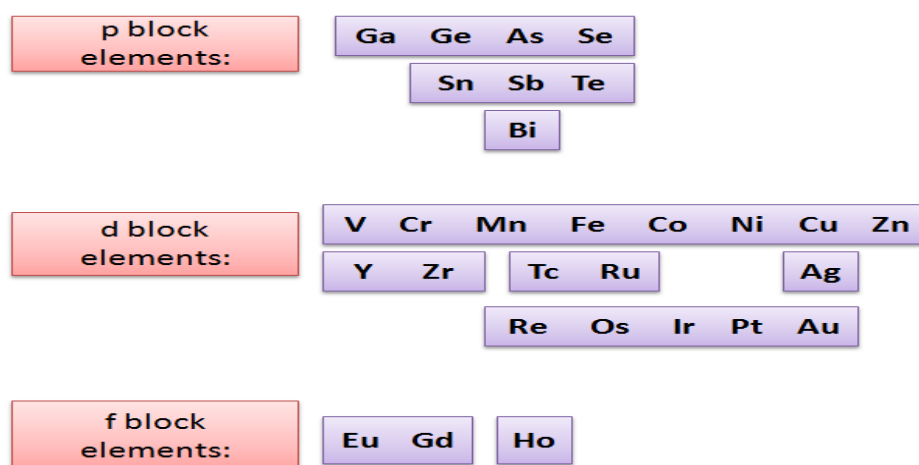 p block
elements:
Ga Ge As Se
Sn Sb Te
Bi
d block
elements:
V Cr Mn Fe Co Ni Cu Zn
Y Zr Tc Ru Ag
Re Os Ir Pt Au
f block
elements:
Eu Gd Ho